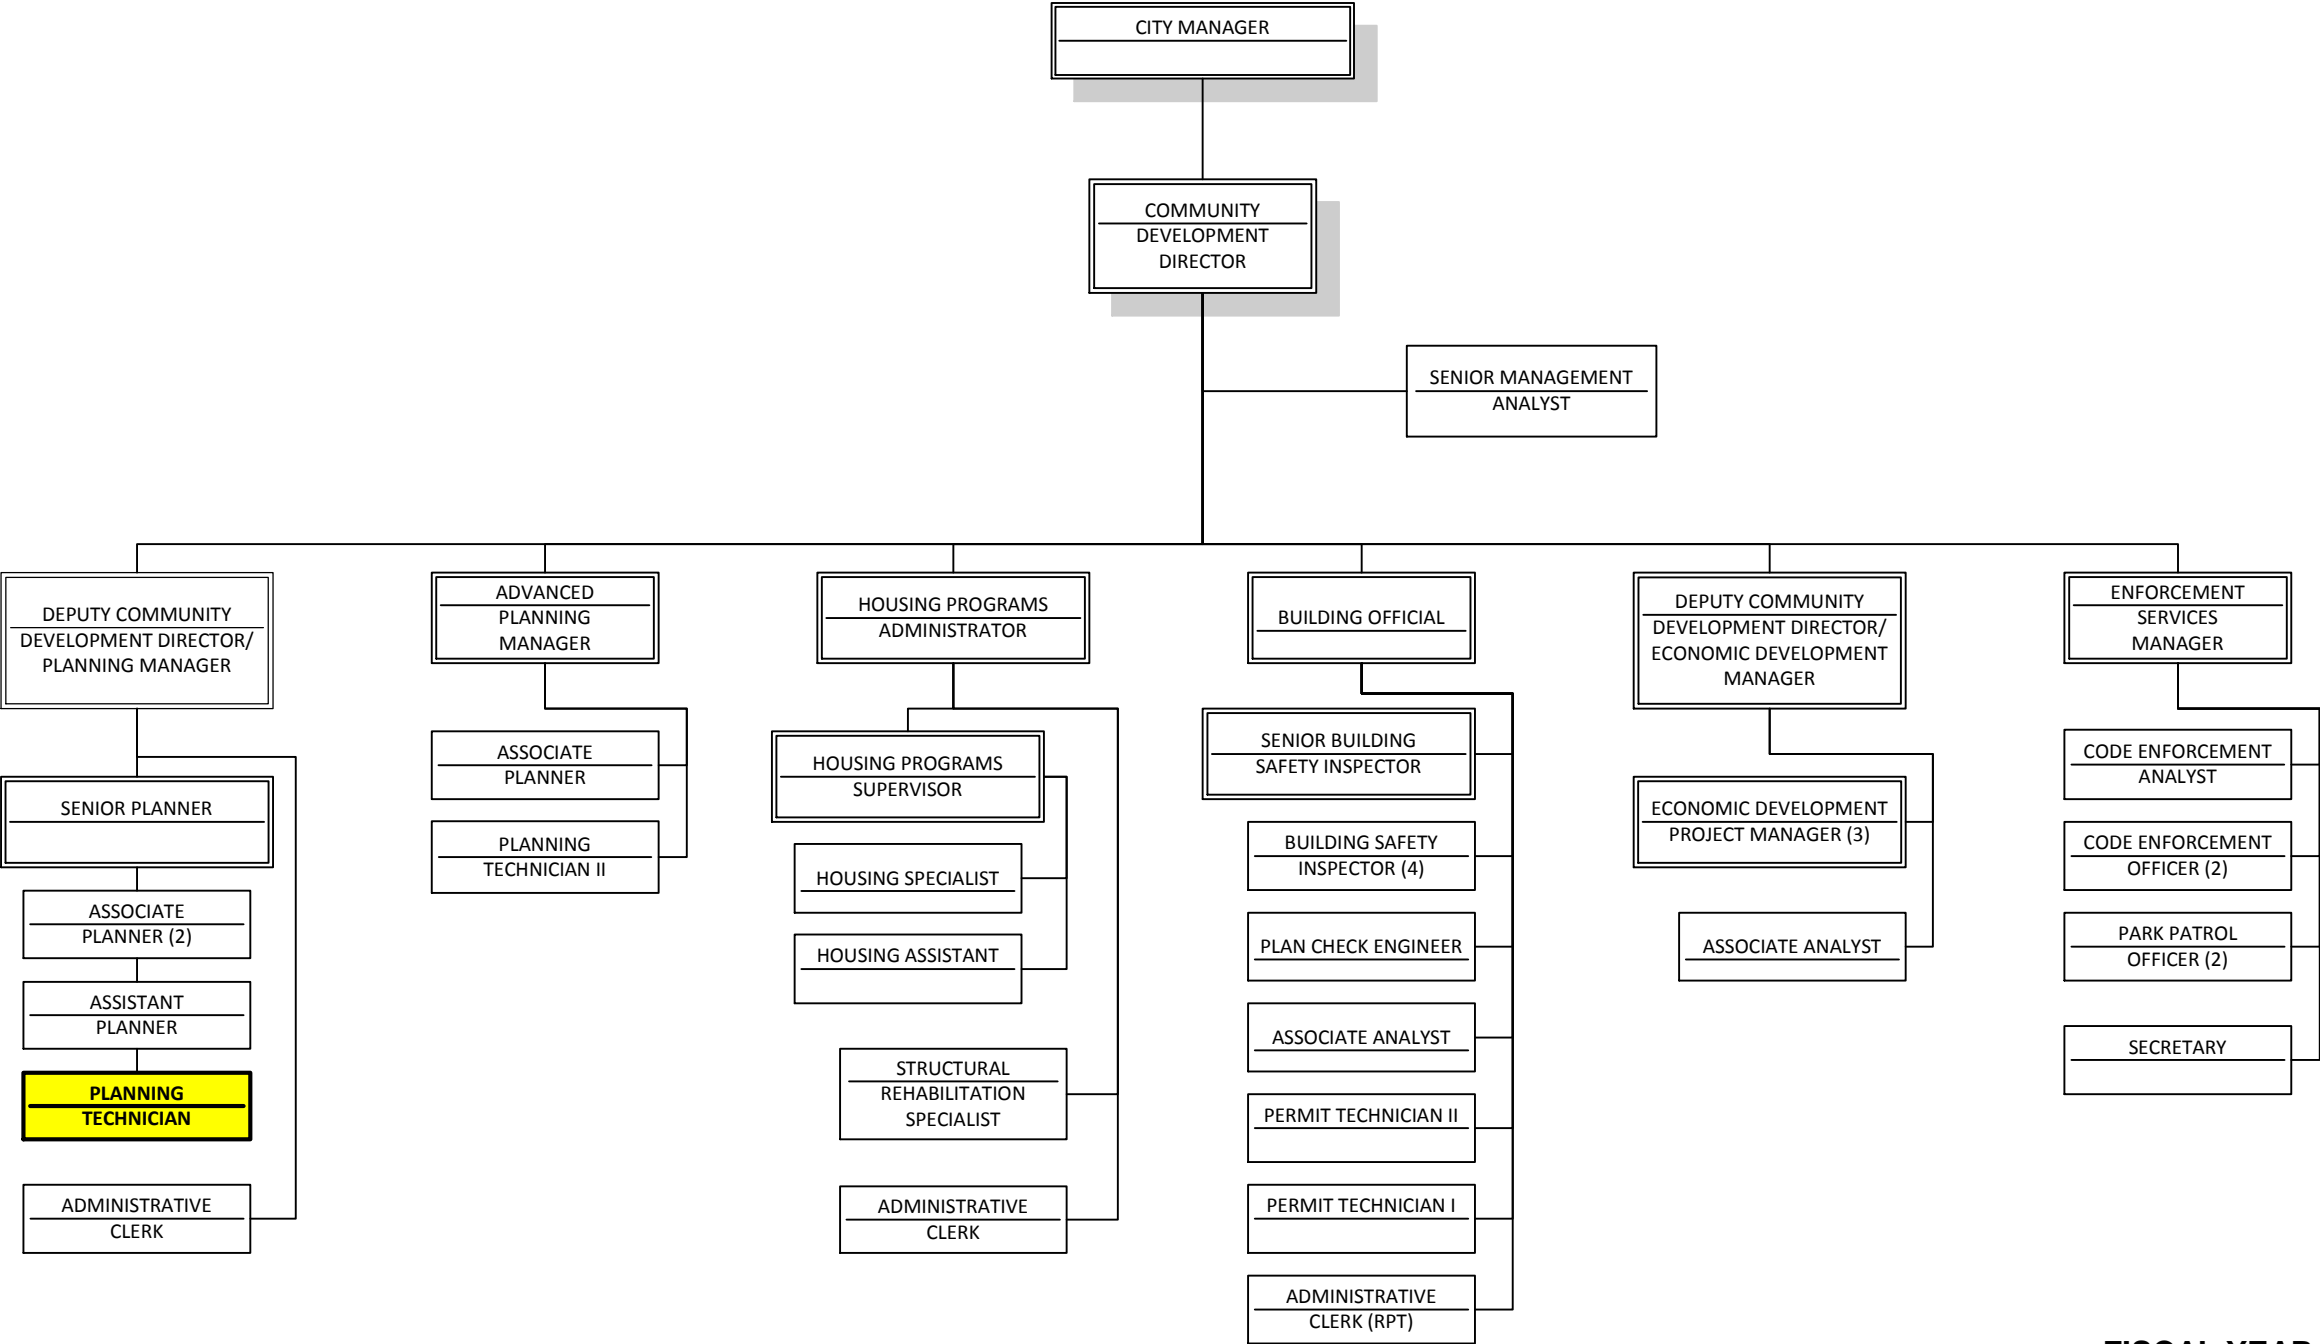 CITY MANAGER
COMMUNITY
DEVELOPMENT
DIRECTOR
SENIOR MANAGEMENT
ANALYST
DEPUTY COMMUNITY
DEVELOPMENT DIRECTOR/
PLANNING MANAGER
SENIOR PLANNER
ASSOCIATE
PLANNER (2)
ASSISTANT
PLANNER
PLANNING
TECHNICIAN
ADMINISTRATIVE
CLERK
ADVANCED
PLANNING
MANAGER
ASSOCIATE
PLANNER
PLANNING
TECHNICIAN II
HOUSING PROGRAMS
ADMINISTRATOR
HOUSING PROGRAMS
SUPERVISOR
HOUSING SPECIALIST
HOUSING ASSISTANT
STRUCTURAL
REHABILITATION
SPECIALIST
ADMINISTRATIVE
CLERK
BUILDING OFFICIAL
SENIOR BUILDING
SAFETY INSPECTOR
BUILDING SAFETY
INSPECTOR (4)
PLAN CHECK ENGINEER
ASSOCIATE ANALYST
PERMIT TECHNICIAN II
PERMIT TECHNICIAN I
ADMINISTRATIVE
CLERK (RPT)
DEPUTY COMMUNITY
DEVELOPMENT DIRECTOR/
ECONOMIC DEVELOPMENT
MANAGER
ECONOMIC DEVELOPMENT
PROJECT MANAGER (3)
ASSOCIATE ANALYST
ENFORCEMENT
SERVICES
MANAGER
CODE ENFORCEMENT
ANALYST
CODE ENFORCEMENT
OFFICER (2)
PARK PATROL
OFFICER (2)
SECRETARY
FISCAL YEAR